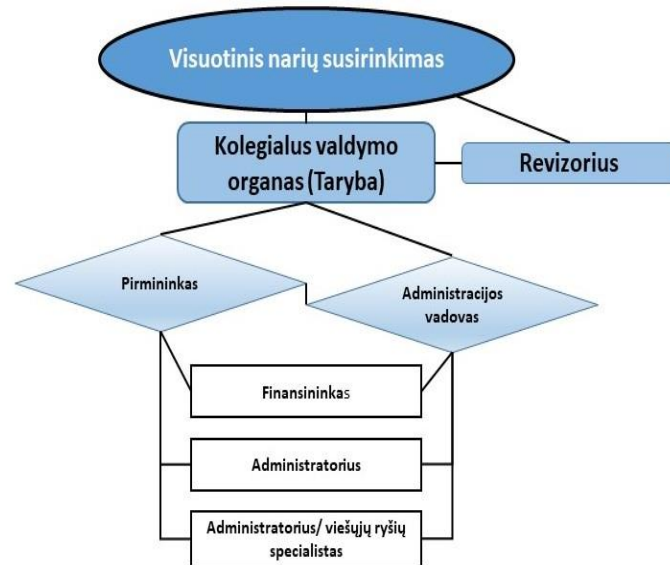 Visuotinis narių susirinkimas
Kolegialus valdymo
organas (Taryba)
Revizorius
Pirmininkas
Administracijos
vadovas
Finansininkas
Administratorius
Administratorius/ viešųjų ryšių
specialistas